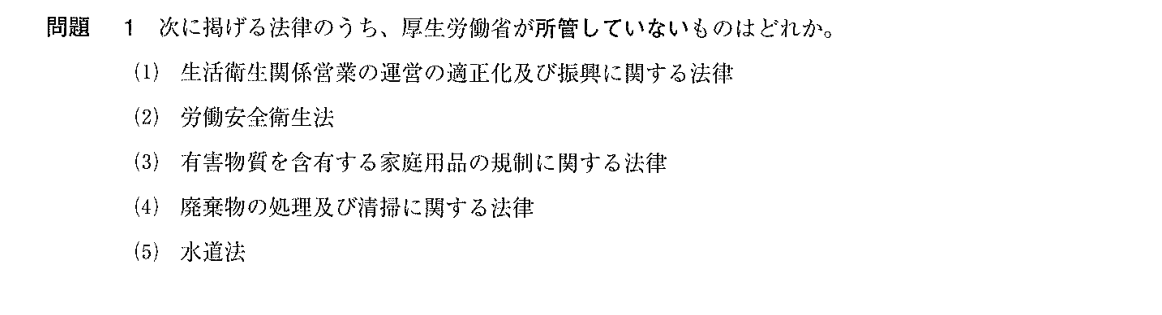 問題　1　次に掲げる法律のうち、厚生労働省が所管していないものはどれか。
(1)　生活衛生関係営業の運営の適正化及び振興に関する法律
(2)　労働安全衛生法
(3)　有害物質を含有する家庭用品の規制に関する法律
(4)　廃棄物の処理及び清掃に関する法律
(5)　水道法